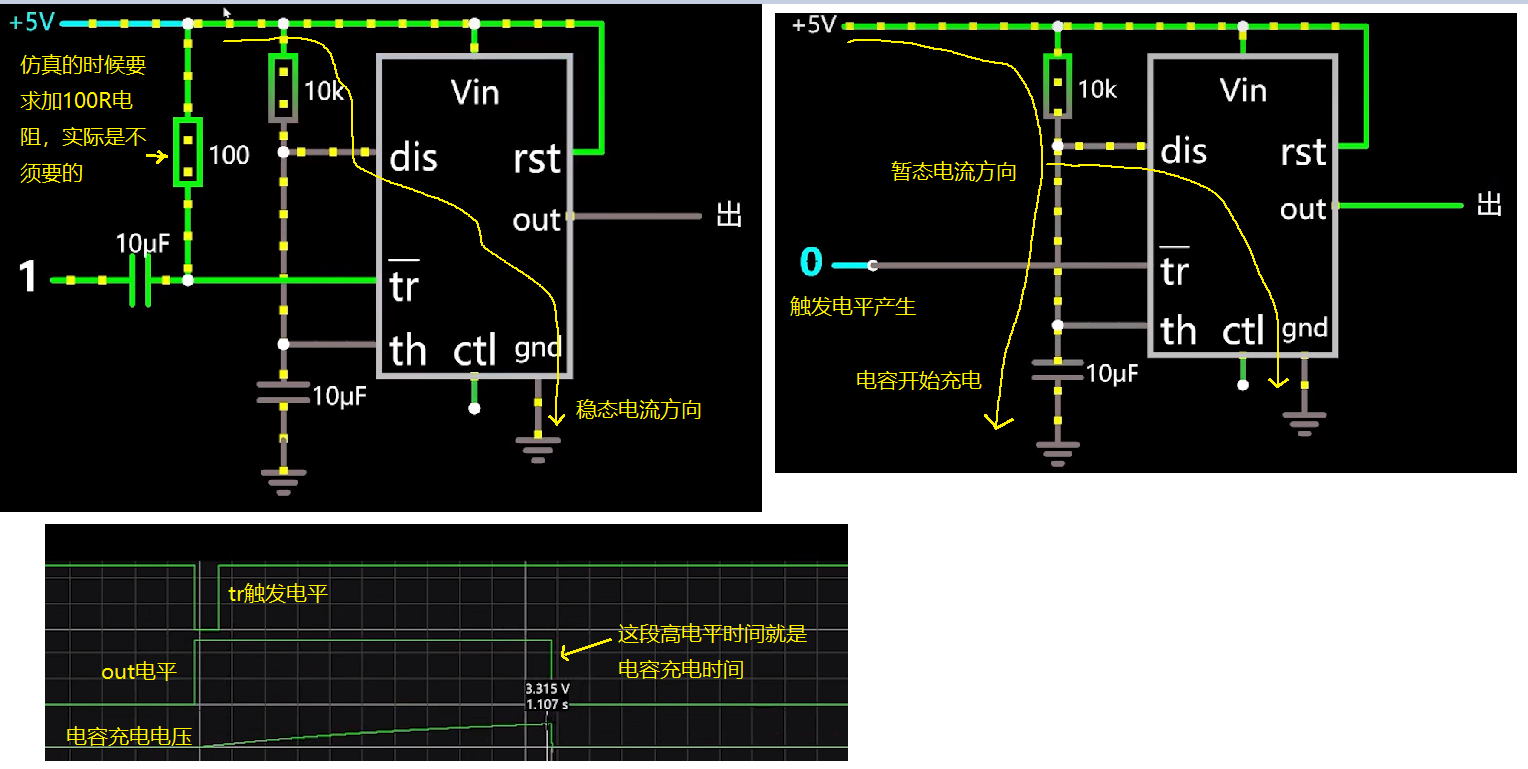 +5V
仿真的时候要
求加100R电
阻，实际是不
须要的
100
10k
Vin
dis
rst
out
出
10μF
1
tr
th
ctl
gnd
10μF
稳态电流方向
+5V
10k
Vin
dis
rst
暂态电流方向
out
出
0
tr
触发电平产生
th
ctl
gnd
电容开始充电
10μF
tr触发电平
这段高电平时间就是
电容充电时间
out电平
3.315 V
1.107 s
电容充电电压